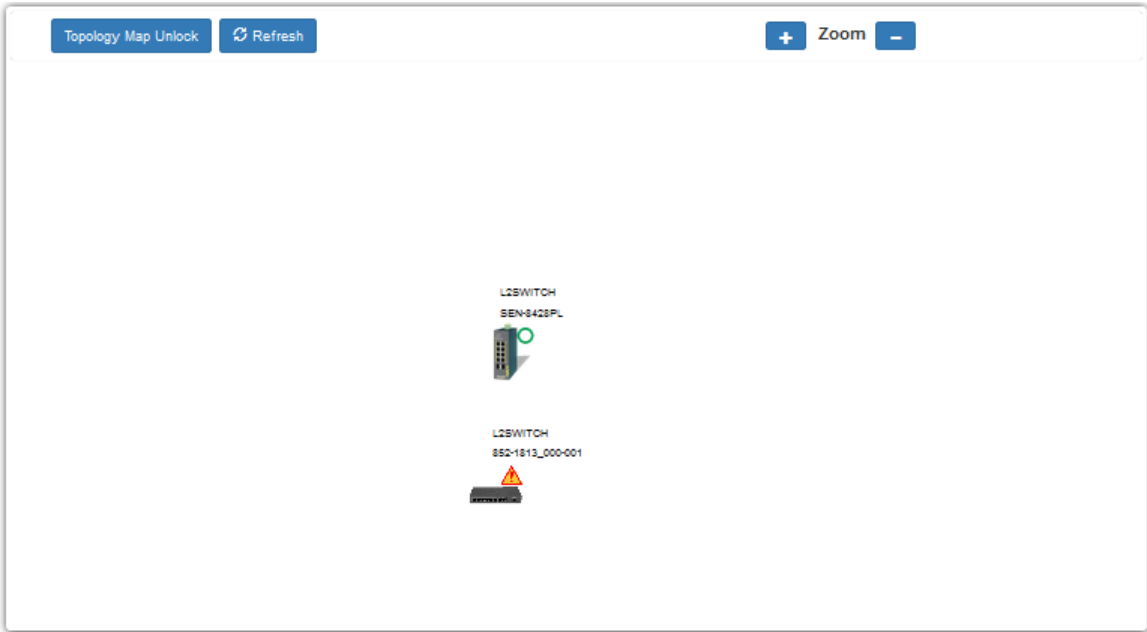 Topology Map Unlock Refresh + Zoom −
L2SWITCH
SEN-8428PL
L2SWITCH
852-1813_000-001